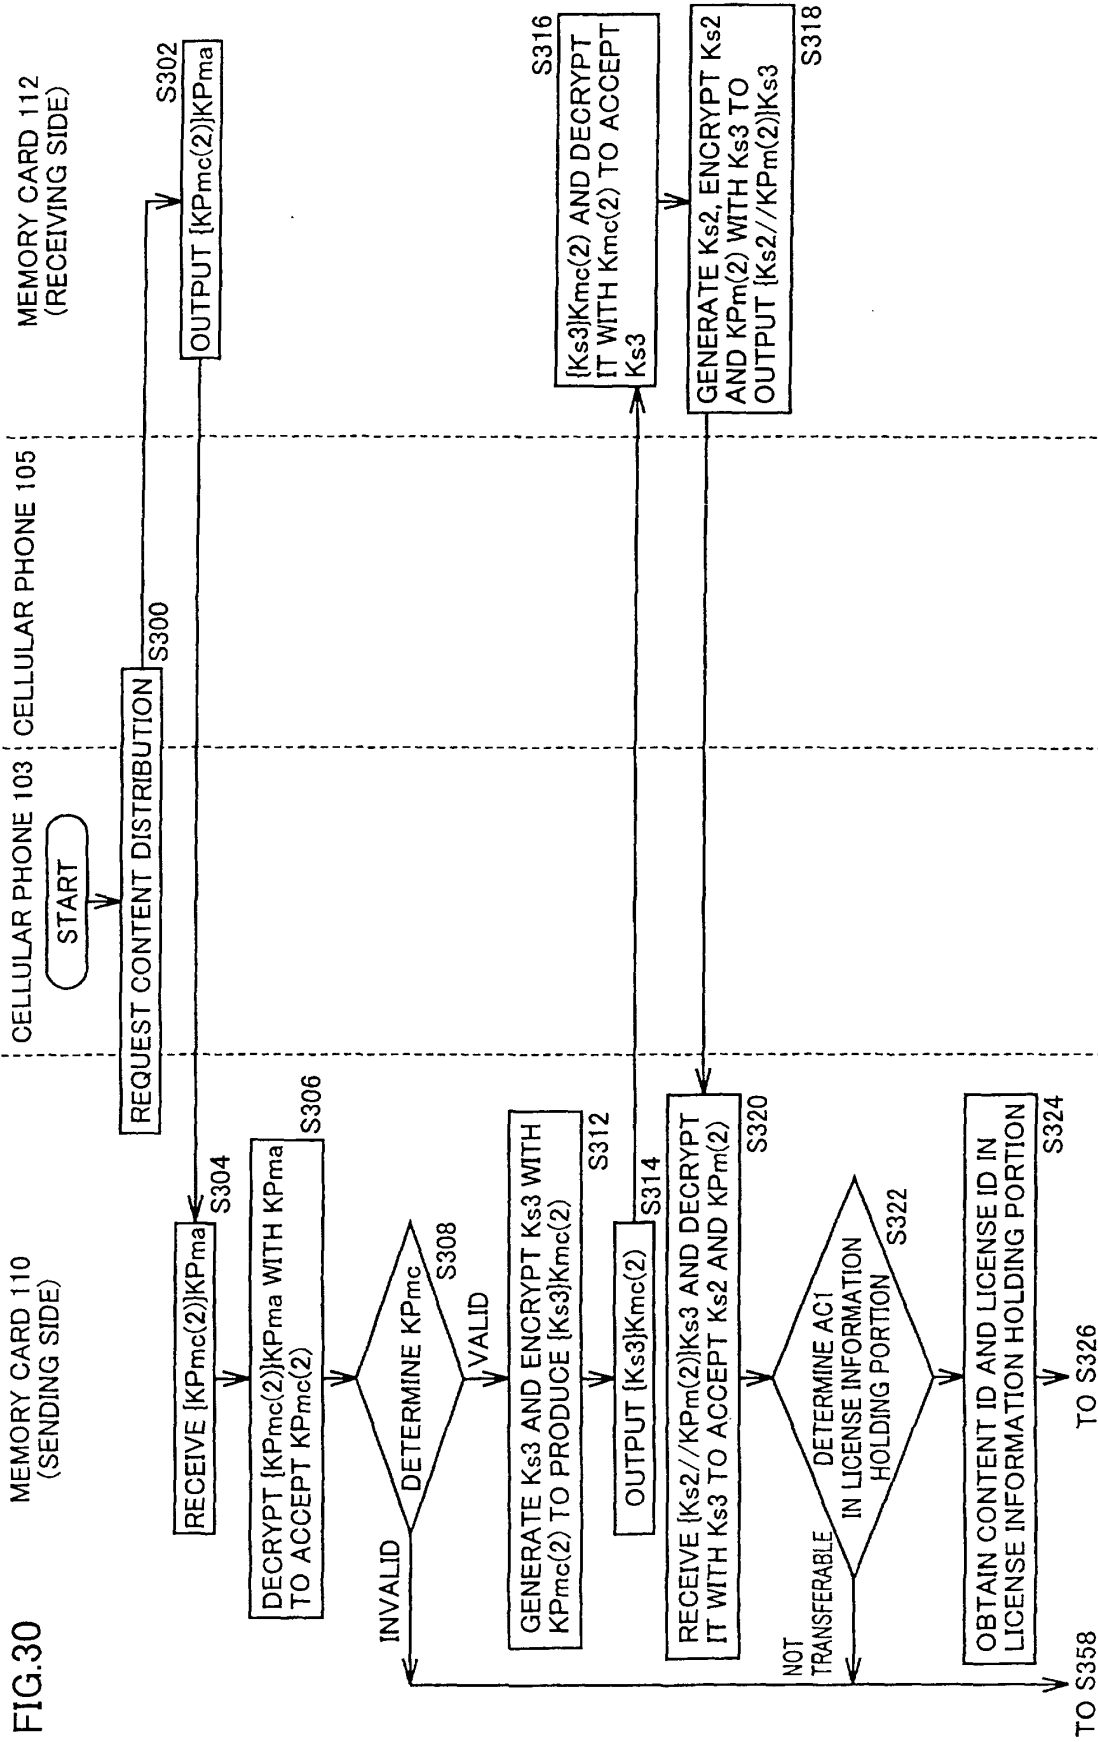 FIG.30
MEMORY CARD 110
(SENDING SIDE)
CELLULAR PHONE 103
CELLULAR PHONE 105
MEMORY CARD 112
(RECEIVING SIDE)
START
REQUEST CONTENT DISTRIBUTION
S300
OUTPUT {KPmc(2)}KPma
S302
RECEIVE {KPmc(2)}KPma
S304
DECRYPT {KPmc(2)}KPma WITH KPma
TO ACCEPT KPmc(2)
S306
DETERMINE KPmc
S308
INVALID
VALID
GENERATE Ks3 AND ENCRYPT Ks3 WITH
KPmc(2) TO PRODUCE {Ks3}Kmc(2)
S312
OUTPUT {Ks3}Kmc(2)
S314
{Ks3}Kmc(2) AND DECRYPT
IT WITH Kmc(2) TO ACCEPT
Ks3
S316
GENERATE Ks2, ENCRYPT Ks2
AND KPm(2) WITH Ks3 TO
OUTPUT {Ks2//KPm(2)}Ks3
S318
RECEIVE {Ks2//KPm(2)}Ks3 AND DECRYPT
IT WITH Ks3 TO ACCEPT Ks2 AND KPm(2)
S320
DETERMINE AC1
IN LICENSE INFORMATION
HOLDING PORTION
S322
NOT
TRANSFERABLE
OBTAIN CONTENT ID AND LICENSE ID IN
LICENSE INFORMATION HOLDING PORTION
S324
TO S358
TO S326